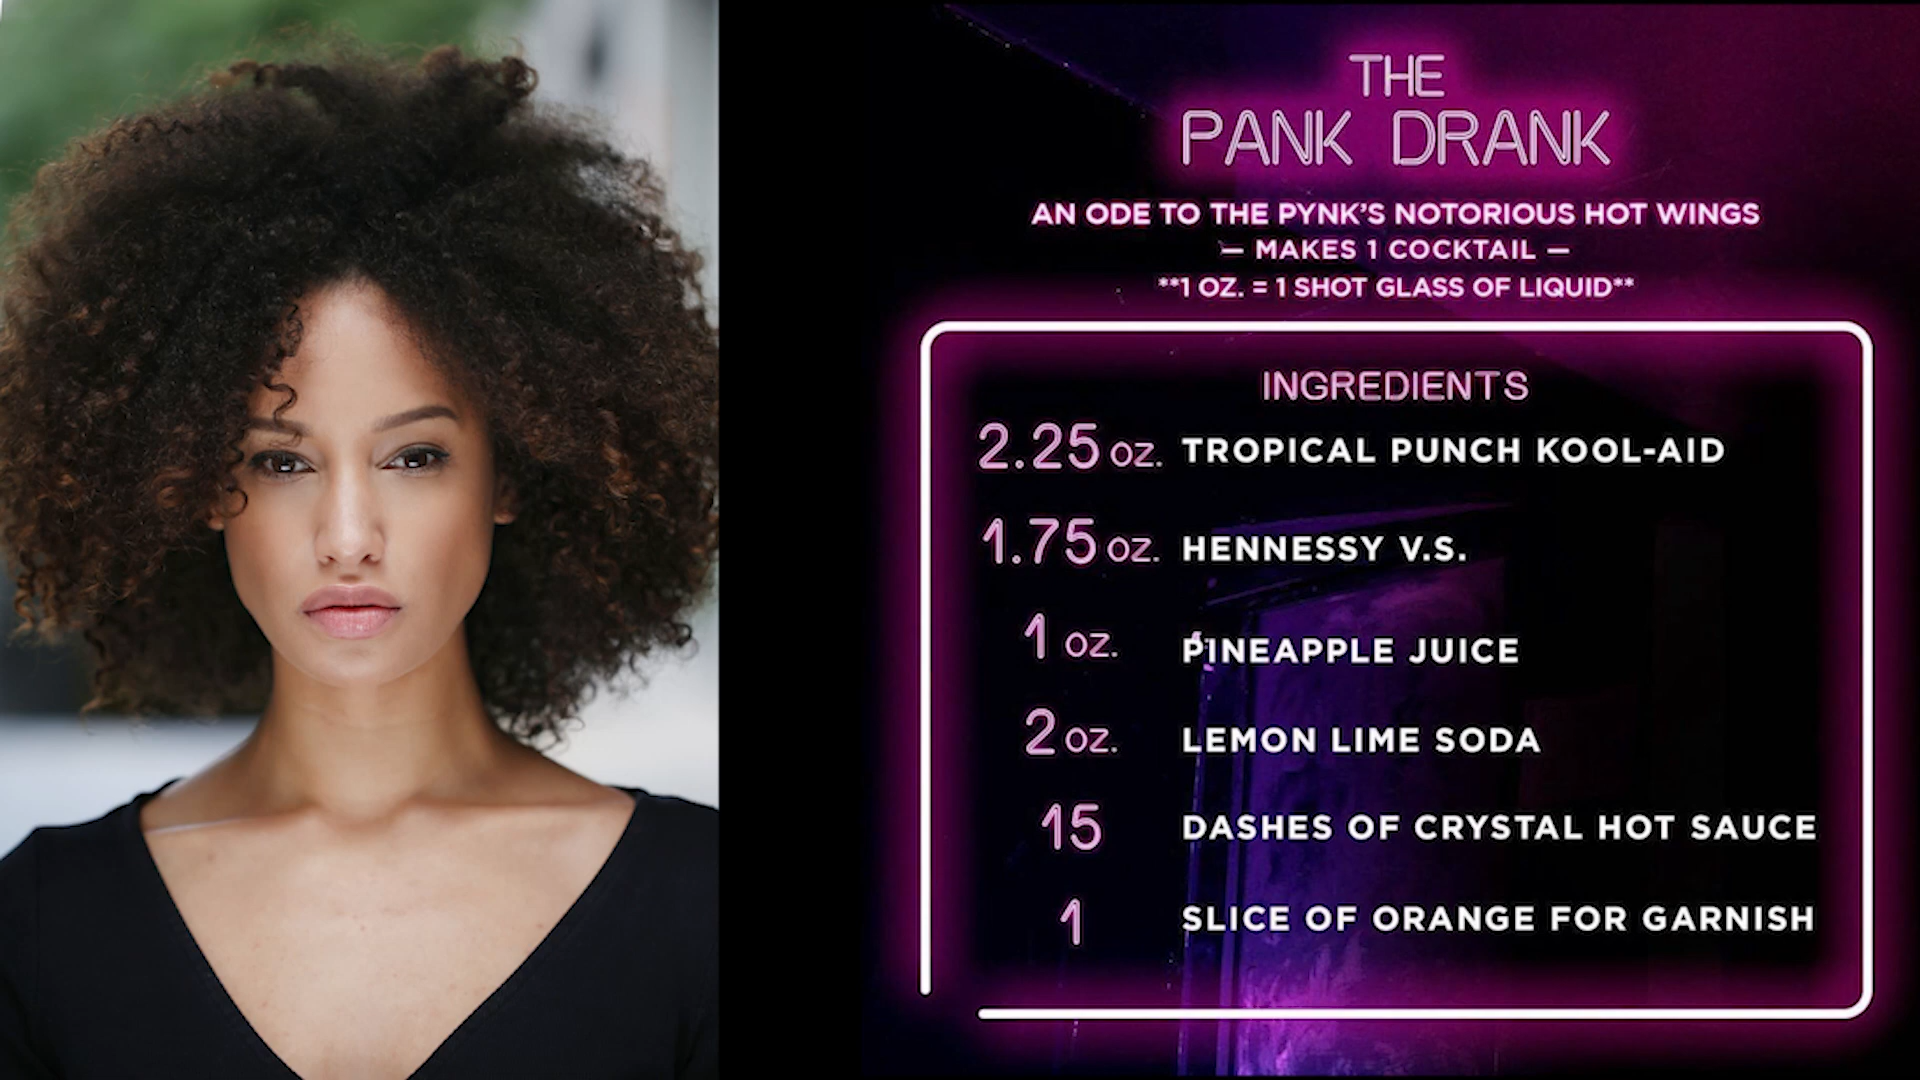 THE
PANK DRANK
AN ODE TO THE PYNK'S NOTORIOUS HOT WINGS
— MAKES 1 COCKTAIL —
**1 OZ. = 1 SHOT GLASS OF LIQUID**
INGREDIENTS
2.25 oz. TROPICAL PUNCH KOOL-AID
1.75 oz. HENNESSY V.S.
1 oz. PINEAPPLE JUICE
2 oz. LEMON LIME SODA
15 DASHES OF CRYSTAL HOT SAUCE
1 SLICE OF ORANGE FOR GARNISH